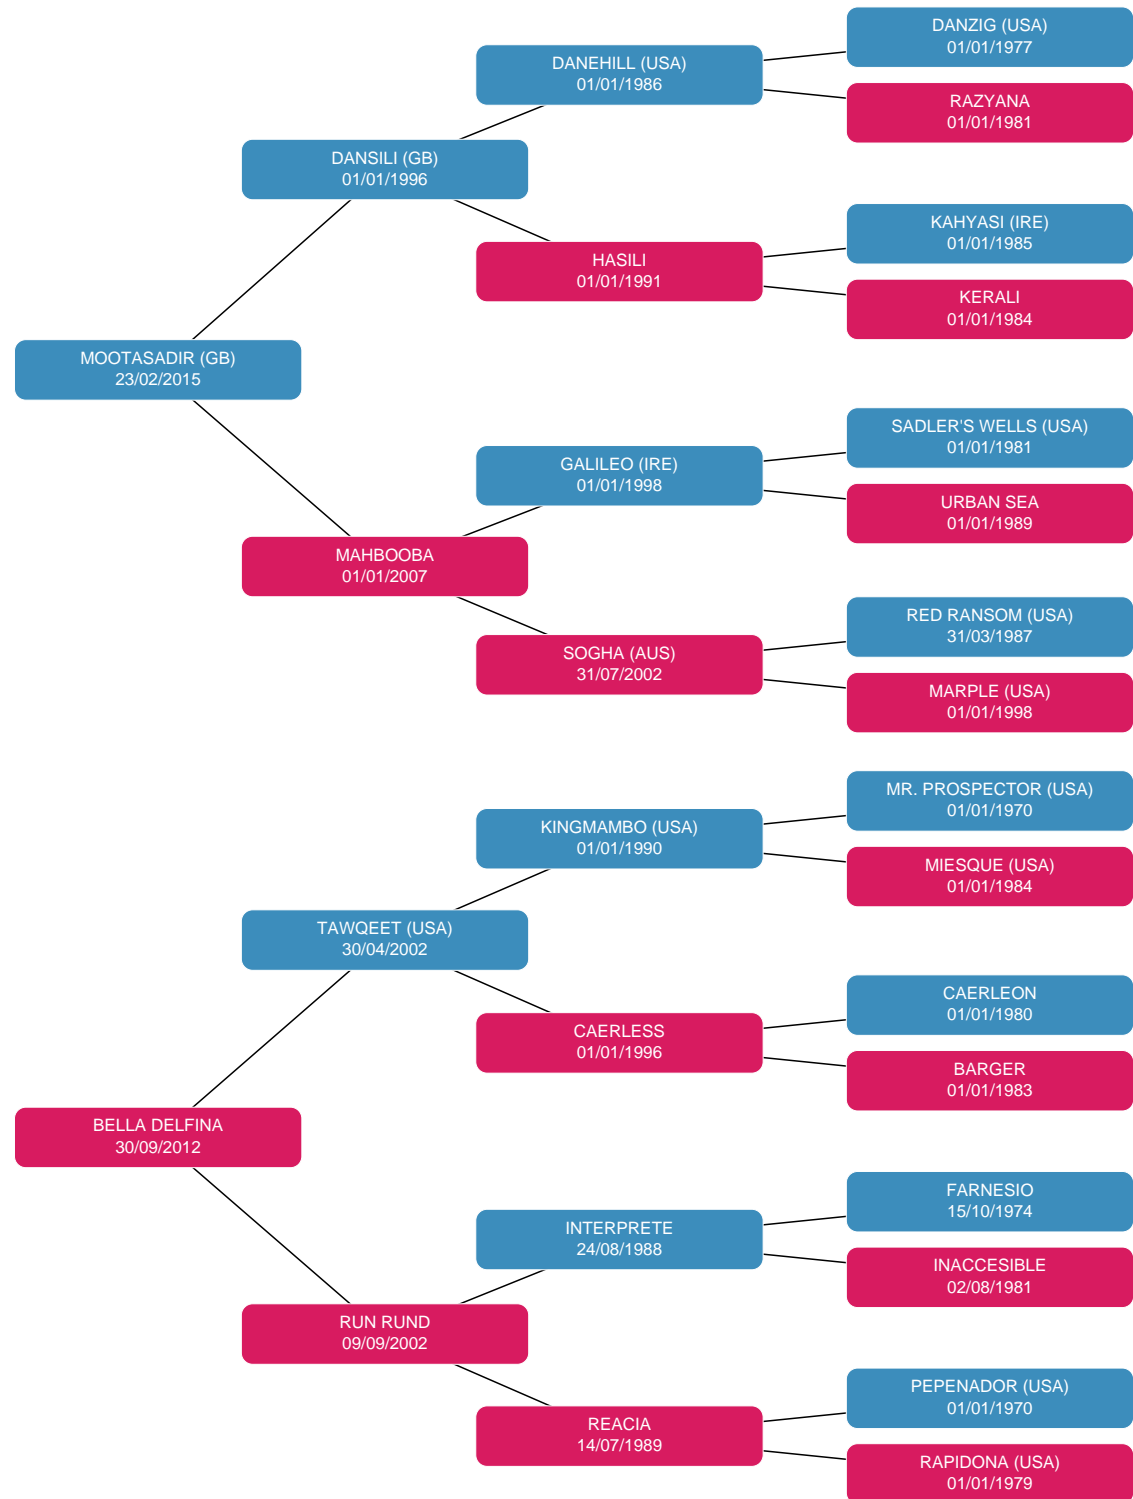 DANZIG (USA)
01/01/1977
DANEHILL (USA)
01/01/1986
RAZYANA
01/01/1981
DANSILI (GB)
01/01/1996
KAHYASI (IRE)
01/01/1985
HASILI
01/01/1991
KERALI
01/01/1984
MOOTASADIR (GB)
23/02/2015
SADLER'S WELLS (USA)
01/01/1981
GALILEO (IRE)
01/01/1998
URBAN SEA
01/01/1989
MAHBOOBA
01/01/2007
RED RANSOM (USA)
31/03/1987
SOGHA (AUS)
31/07/2002
MARPLE (USA)
01/01/1998
MR. PROSPECTOR (USA)
01/01/1970
KINGMAMBO (USA)
01/01/1990
MIESQUE (USA)
01/01/1984
TAWQEET (USA)
30/04/2002
CAERLEON
01/01/1980
CAERLESS
01/01/1996
BARGER
01/01/1983
BELLA DELFINA
30/09/2012
FARNESIO
15/10/1974
INTERPRETE
24/08/1988
INACCESIBLE
02/08/1981
RUN RUND
09/09/2002
PEPENADOR (USA)
01/01/1970
REACIA
14/07/1989
RAPIDONA (USA)
01/01/1979